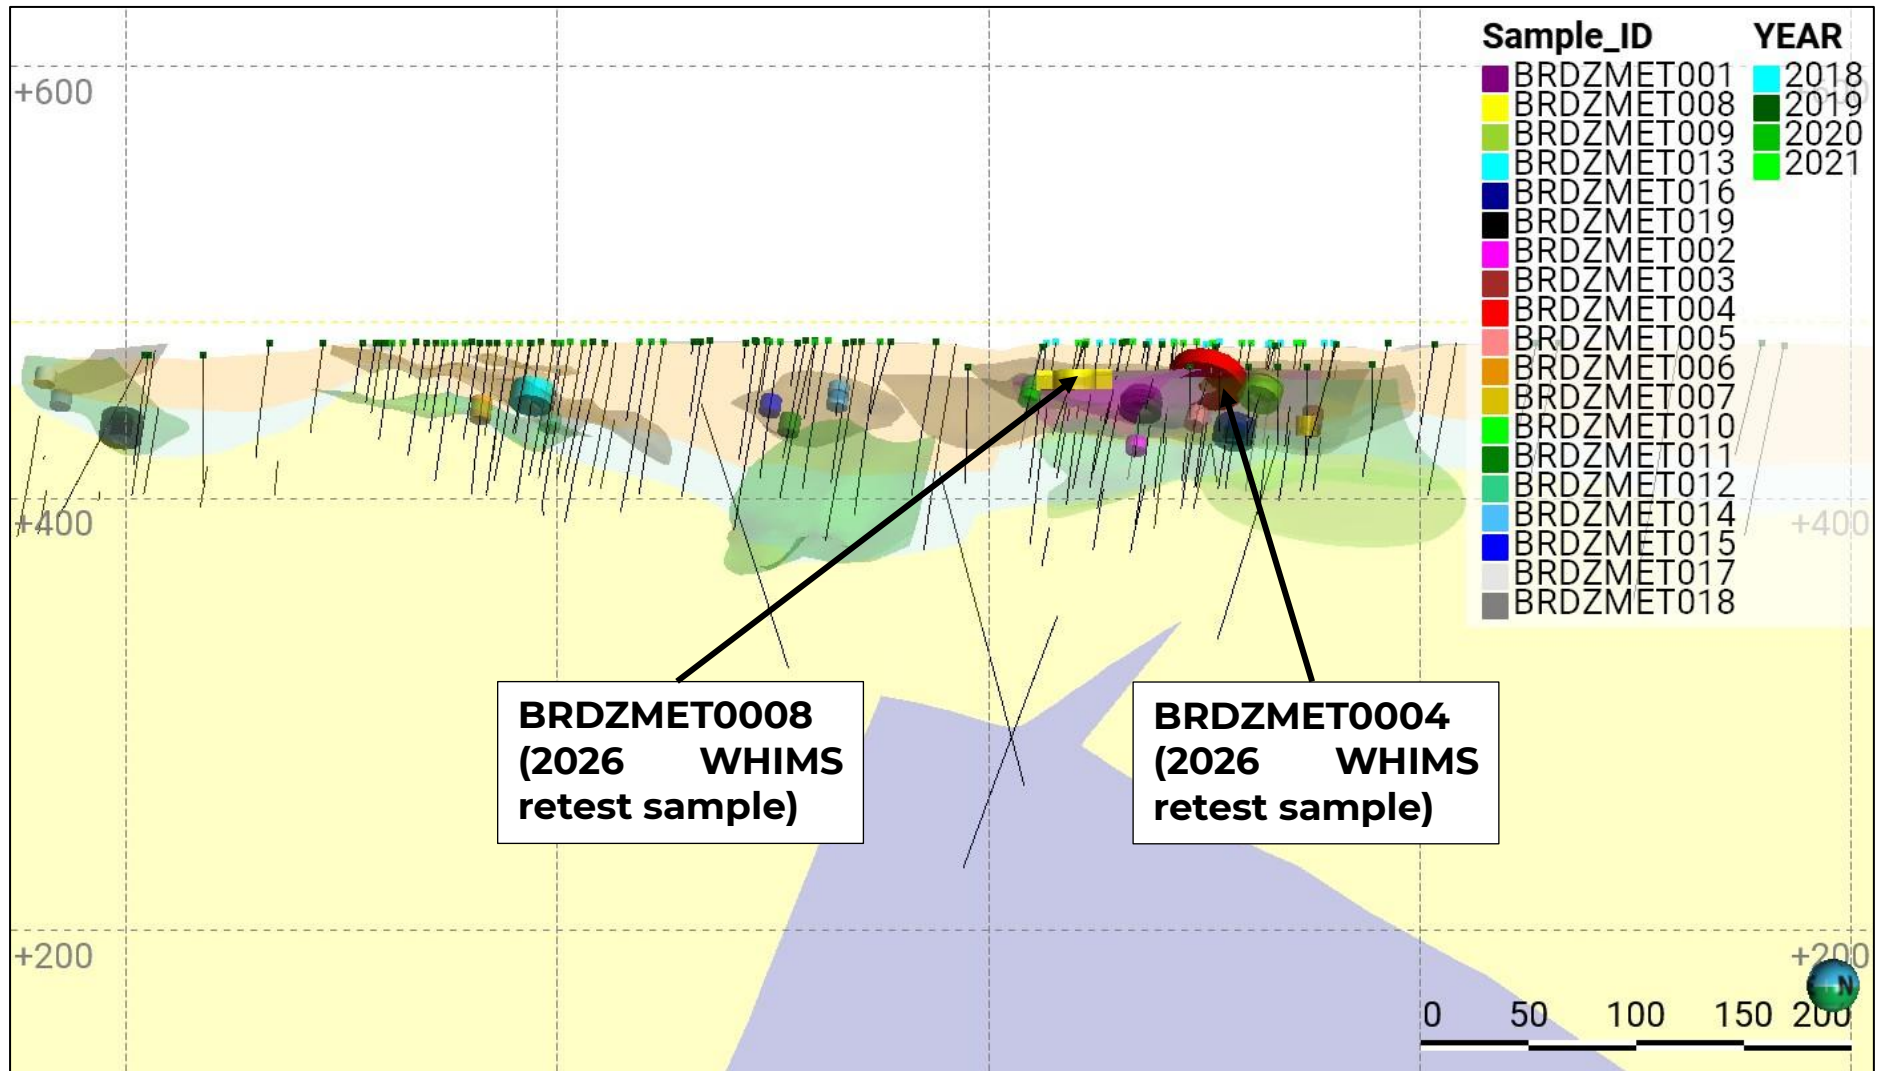 Sample_ID YEAR
BRDZMET001 2018
BRDZMET008 2019
BRDZMET009 2020
BRDZMET013 2021
BRDZMET016
BRDZMET019
BRDZMET002
BRDZMET003
BRDZMET004
BRDZMET005
BRDZMET006
BRDZMET007
BRDZMET010
BRDZMET011
BRDZMET012
BRDZMET014
BRDZMET015
BRDZMET017
BRDZMET018
+600 +600
+400 +400
BRDZMET0008
(2026 WHIMS
retest sample)
BRDZMET0004
(2026 WHIMS
retest sample)
+200 +200
N
0 50 100 150 200